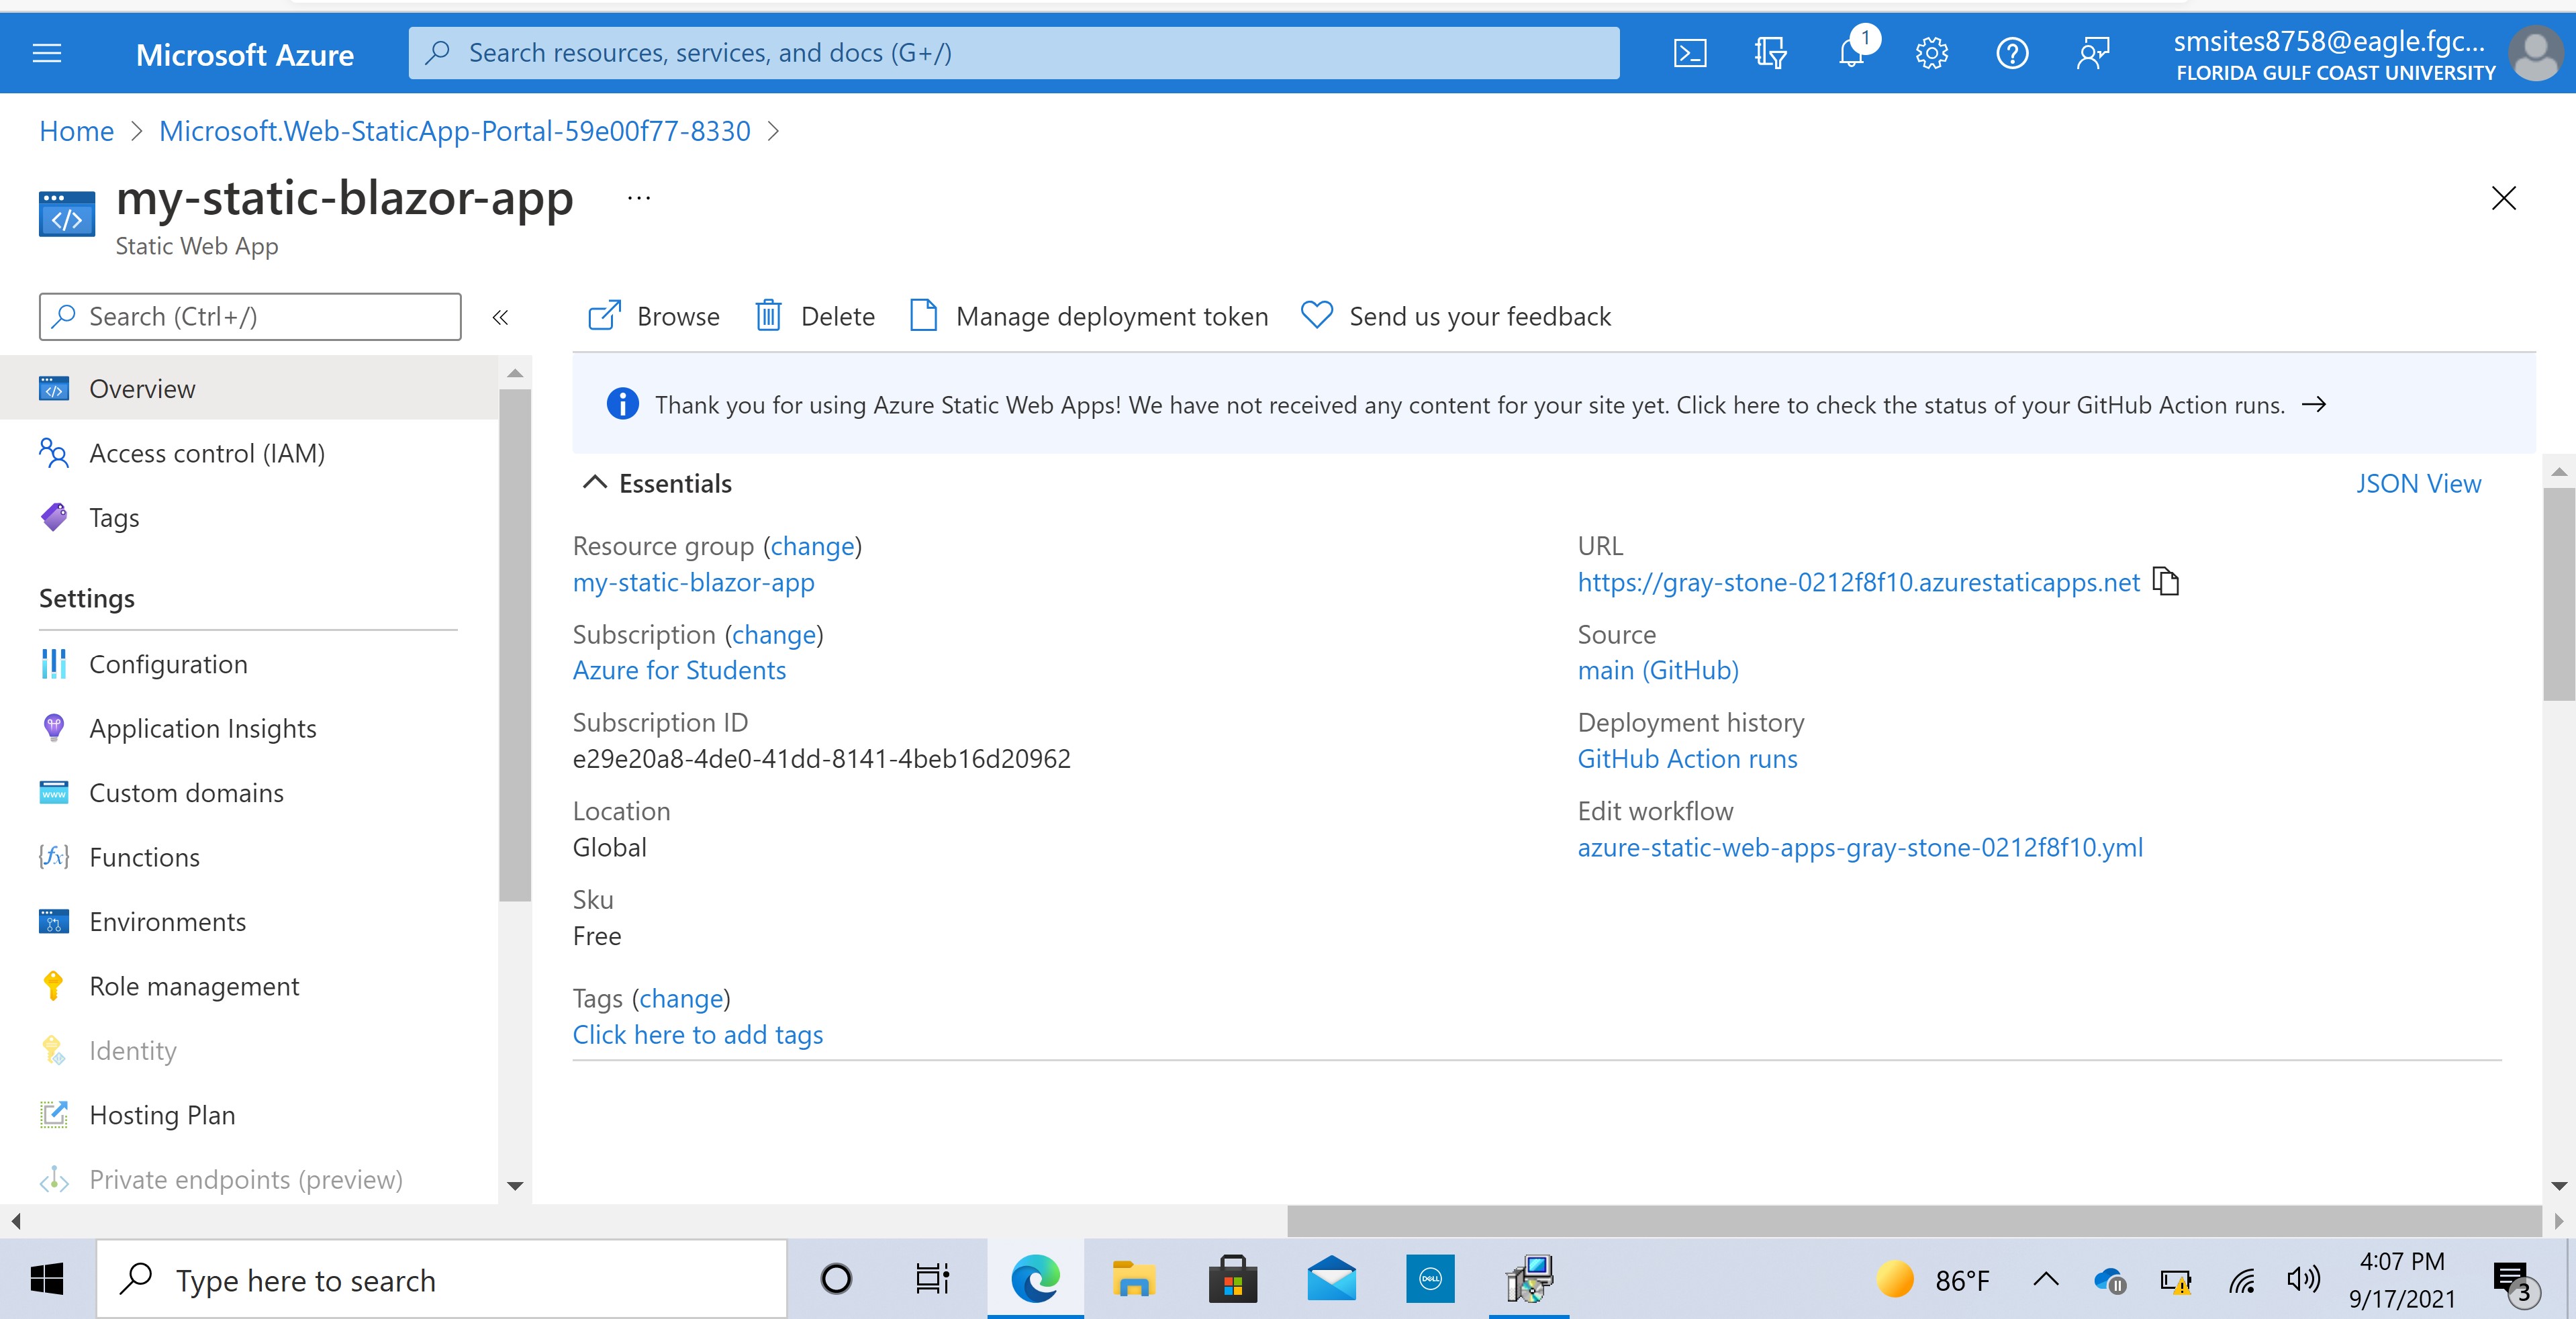 Microsoft Azure
Search resources, services, and docs (G+/)
1
smsites8758@eagle.fgc...
FLORIDA GULF COAST UNIVERSITY
Home > Microsoft.Web-StaticApp-Portal-59e00f77-8330 >
my-static-blazor-app ...
Static Web App
Search (Ctrl+/)
«
Browse
Delete
Manage deployment token
Send us your feedback
Overview
Access control (IAM)
Tags
Settings
Configuration
Application Insights
Custom domains
Functions
Environments
Role management
Identity
Hosting Plan
Private endpoints (preview)
Thank you for using Azure Static Web Apps! We have not received any content for your site yet. Click here to check the status of your GitHub Action runs. →
Essentials
JSON View
Resource group (change)
my-static-blazor-app
Subscription (change)
Azure for Students
Subscription ID
e29e20a8-4de0-41dd-8141-4beb16d20962
Location
Global
Sku
Free
Tags (change)
Click here to add tags
URL
https://gray-stone-0212f8f10.azurestaticapps.net
Source
main (GitHub)
Deployment history
GitHub Action runs
Edit workflow
azure-static-web-apps-gray-stone-0212f8f10.yml
Type here to search
DELL
86°F
4:07 PM
9/17/2021
3